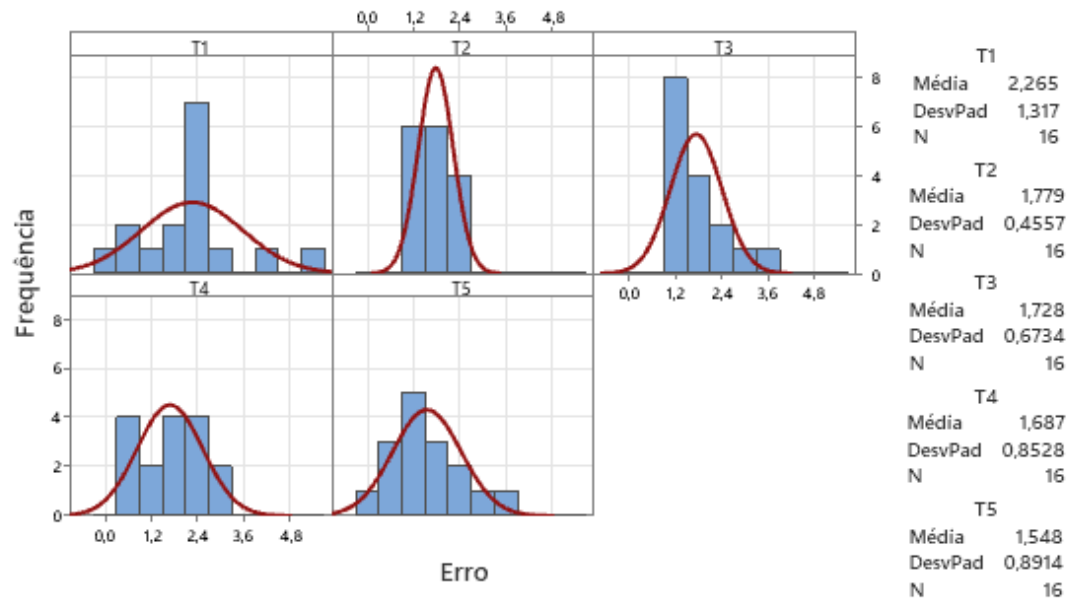 0,0 1,2 2,4 3,6 4,8
T1 T2 T3
8
6
4
2
0
0,0 1,2 2,4 3,6 4,8
T4 T5
8
6
4
2
0
0,0 1,2 2,4 3,6 4,8
Frequência
Erro
T1
Média 2,265
DesvPad 1,317
N 16
T2
Média 1,779
DesvPad 0,4557
N 16
T3
Média 1,728
DesvPad 0,6734
N 16
T4
Média 1,687
DesvPad 0,8528
N 16
T5
Média 1,548
DesvPad 0,8914
N 16